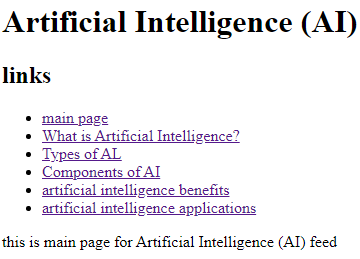 Artificial Intelligence (AI)
links
main page
What is Artificial Intelligence?
Types of AL
Components of AI
artificial intelligence benefits
artificial intelligence applications
this is main page for Artificial Intelligence (AI) feed